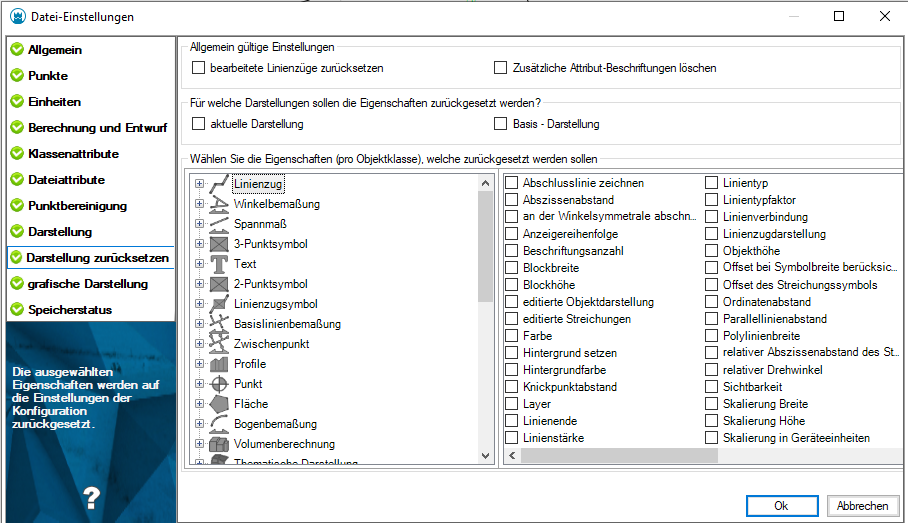 Datei-Einstellungen
Allgemein
Punkte
Einheiten
Berechnung und Entwurf
Klassenattribute
Dateiattribute
Punktbereinigung
Darstellung
Darstellung zurücksetzen
grafische Darstellung
Speicherstatus
Die ausgewählten
Eigenschaften werden auf
die Einstellungen der
Konfiguration
zurückgesetzt.
?
Allgemein gültige Einstellungen
bearbeitete Linienzüge zurücksetzen
Zusätzliche Attribut-Beschriftungen löschen
Für welche Darstellungen sollen die Eigenschaften zurückgesetzt werden?
aktuelle Darstellung
Basis - Darstellung
Wählen Sie die Eigenschaften (pro Objektklasse), welche zurückgesetzt werden sollen
Linienzug
Winkelbemaßung
Spannmaß
3-Punktsymbol
Text
2-Punktsymbol
Linienzugsymbol
Basislinienbemaßung
Zwischenpunkt
Profile
Punkt
Fläche
Bogenbemaßung
Volumenberechnung
Thematische Darstellung
Abschlusslinie zeichnen
Abszissenabstand
an der Winkelsymmetrale abschn...
Anzeigereihenfolge
Beschriftungsanzahl
Blockbreite
Blockhöhe
editierte Objektdarstellung
editierte Streichungen
Farbe
Hintergrund setzen
Hintergrundfarbe
Knickpunktabstand
Layer
Linienende
Linienstärke
Linientyp
Linientypfaktor
Linienverbindung
Linienzugdarstellung
Objekthöhe
Offset bei Symbolbreite berücksic...
Offset des Streichungssymbols
Ordinatenabstand
Parallellinienabstand
Polylinienbreite
relativer Abszissenabstand des St...
relativer Drehwinkel
Sichtbarkeit
Skalierung Breite
Skalierung Höhe
Skalierung in Geräteeinheiten
Ok
Abbrechen